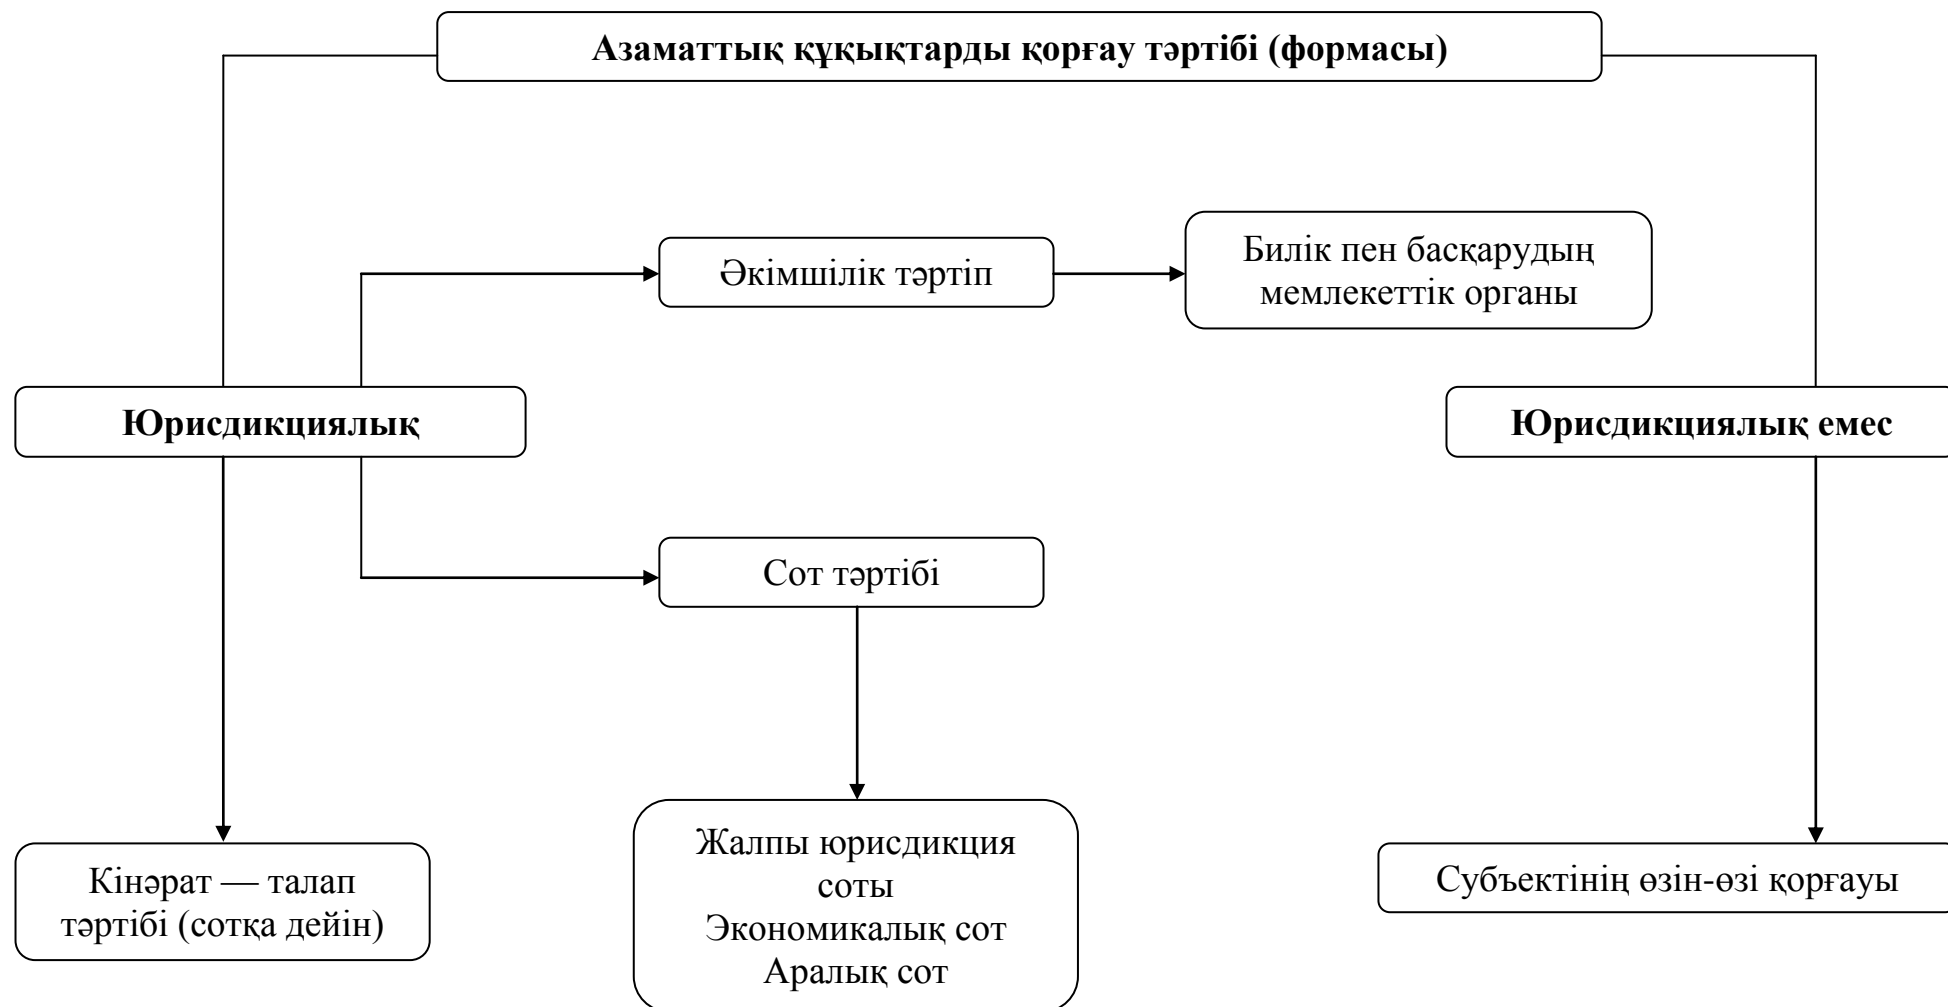 Азаматтық құқықтарды қорғау тәртібі (формасы)
Әкімшілік тәртіп
Билік пен басқарудың
мемлекеттік органы
Юрисдикциялық
Юрисдикциялық емес
Сот тәртібі
Кінәрат — талап
тәртібі (сотқа дейін)
Жалпы юрисдикция
соты
Экономикалық сот
Аралық сот
Субъектінің өзін-өзі қорғауы